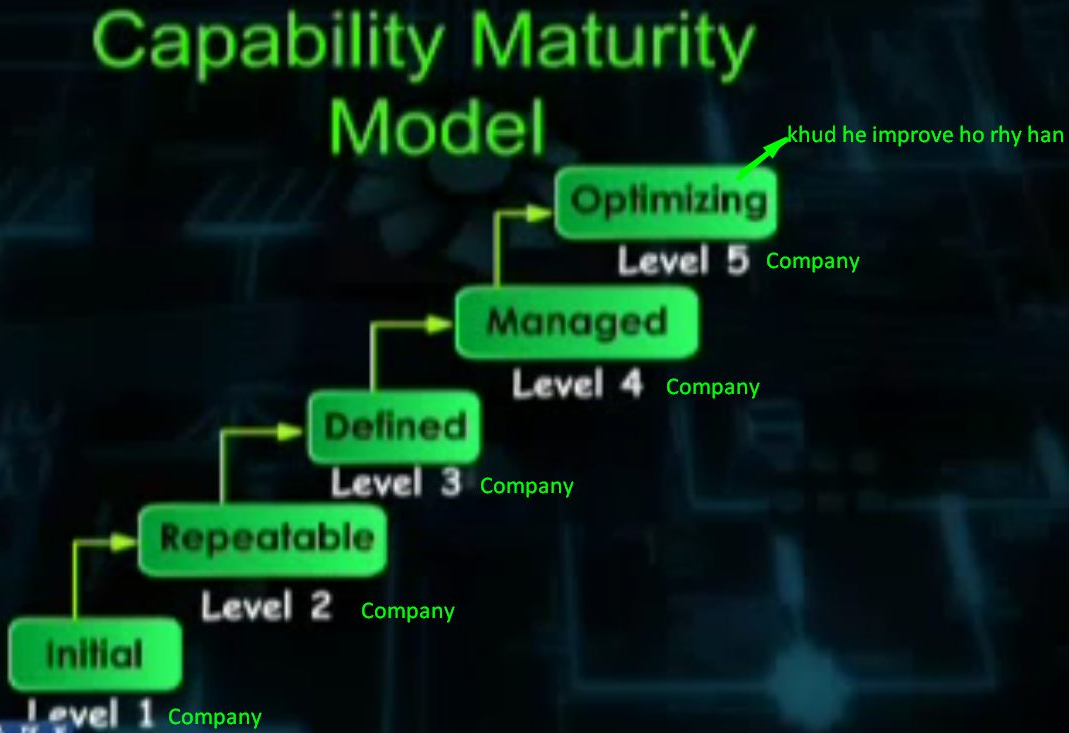 Capability Maturity
Model
khud he improve ho rhy han
Optimizing
Level 5 Company
Managed
Level 4 Company
Defined
Level 3 Company
Repeatable
Level 2 Company
Initial
Level 1 Company